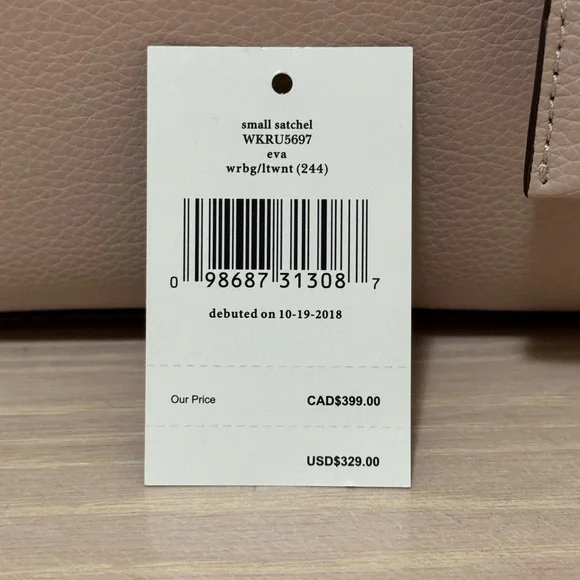 small satchel
WKRU5697
eva
wrbg/ltwnt (244)
0 98687 31308 7
debuted on 10-19-2018
Our Price CAD$399.00
USD$329.00